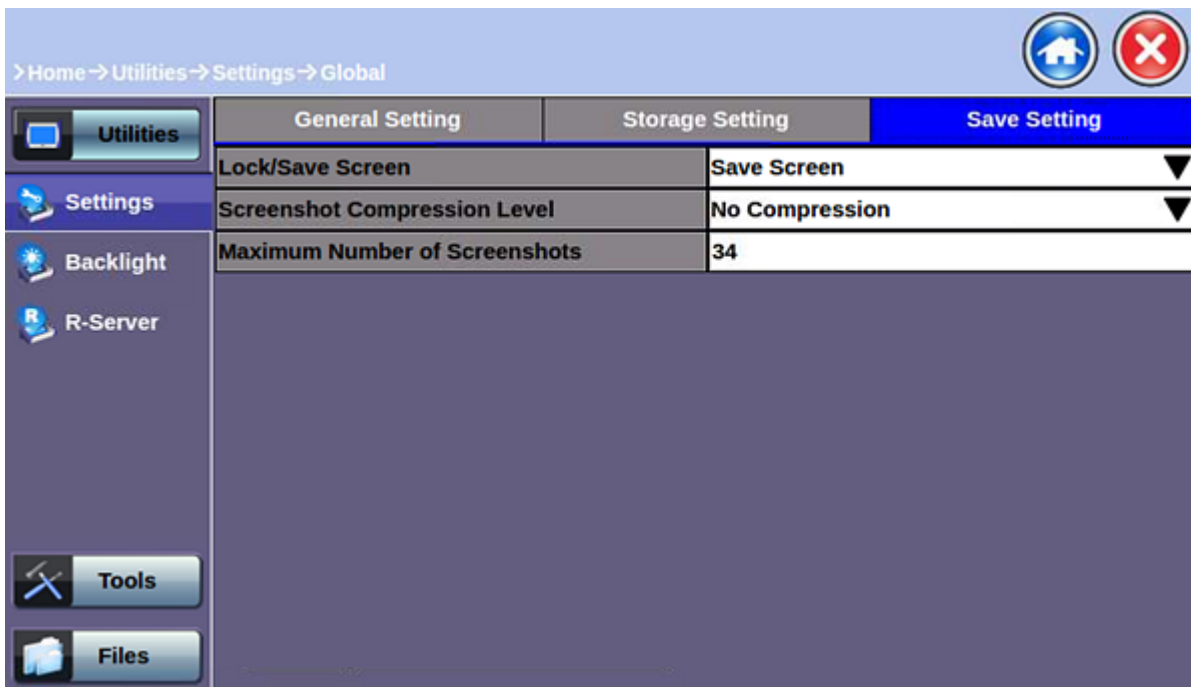 >Home→Utilities→Settings→Global
Utilities
General Setting
Storage Setting
Save Setting
Lock/Save Screen
Save Screen
Settings
Screenshot Compression Level
No Compression
Backlight
Maximum Number of Screenshots
34
R
R-Server
Tools
Files